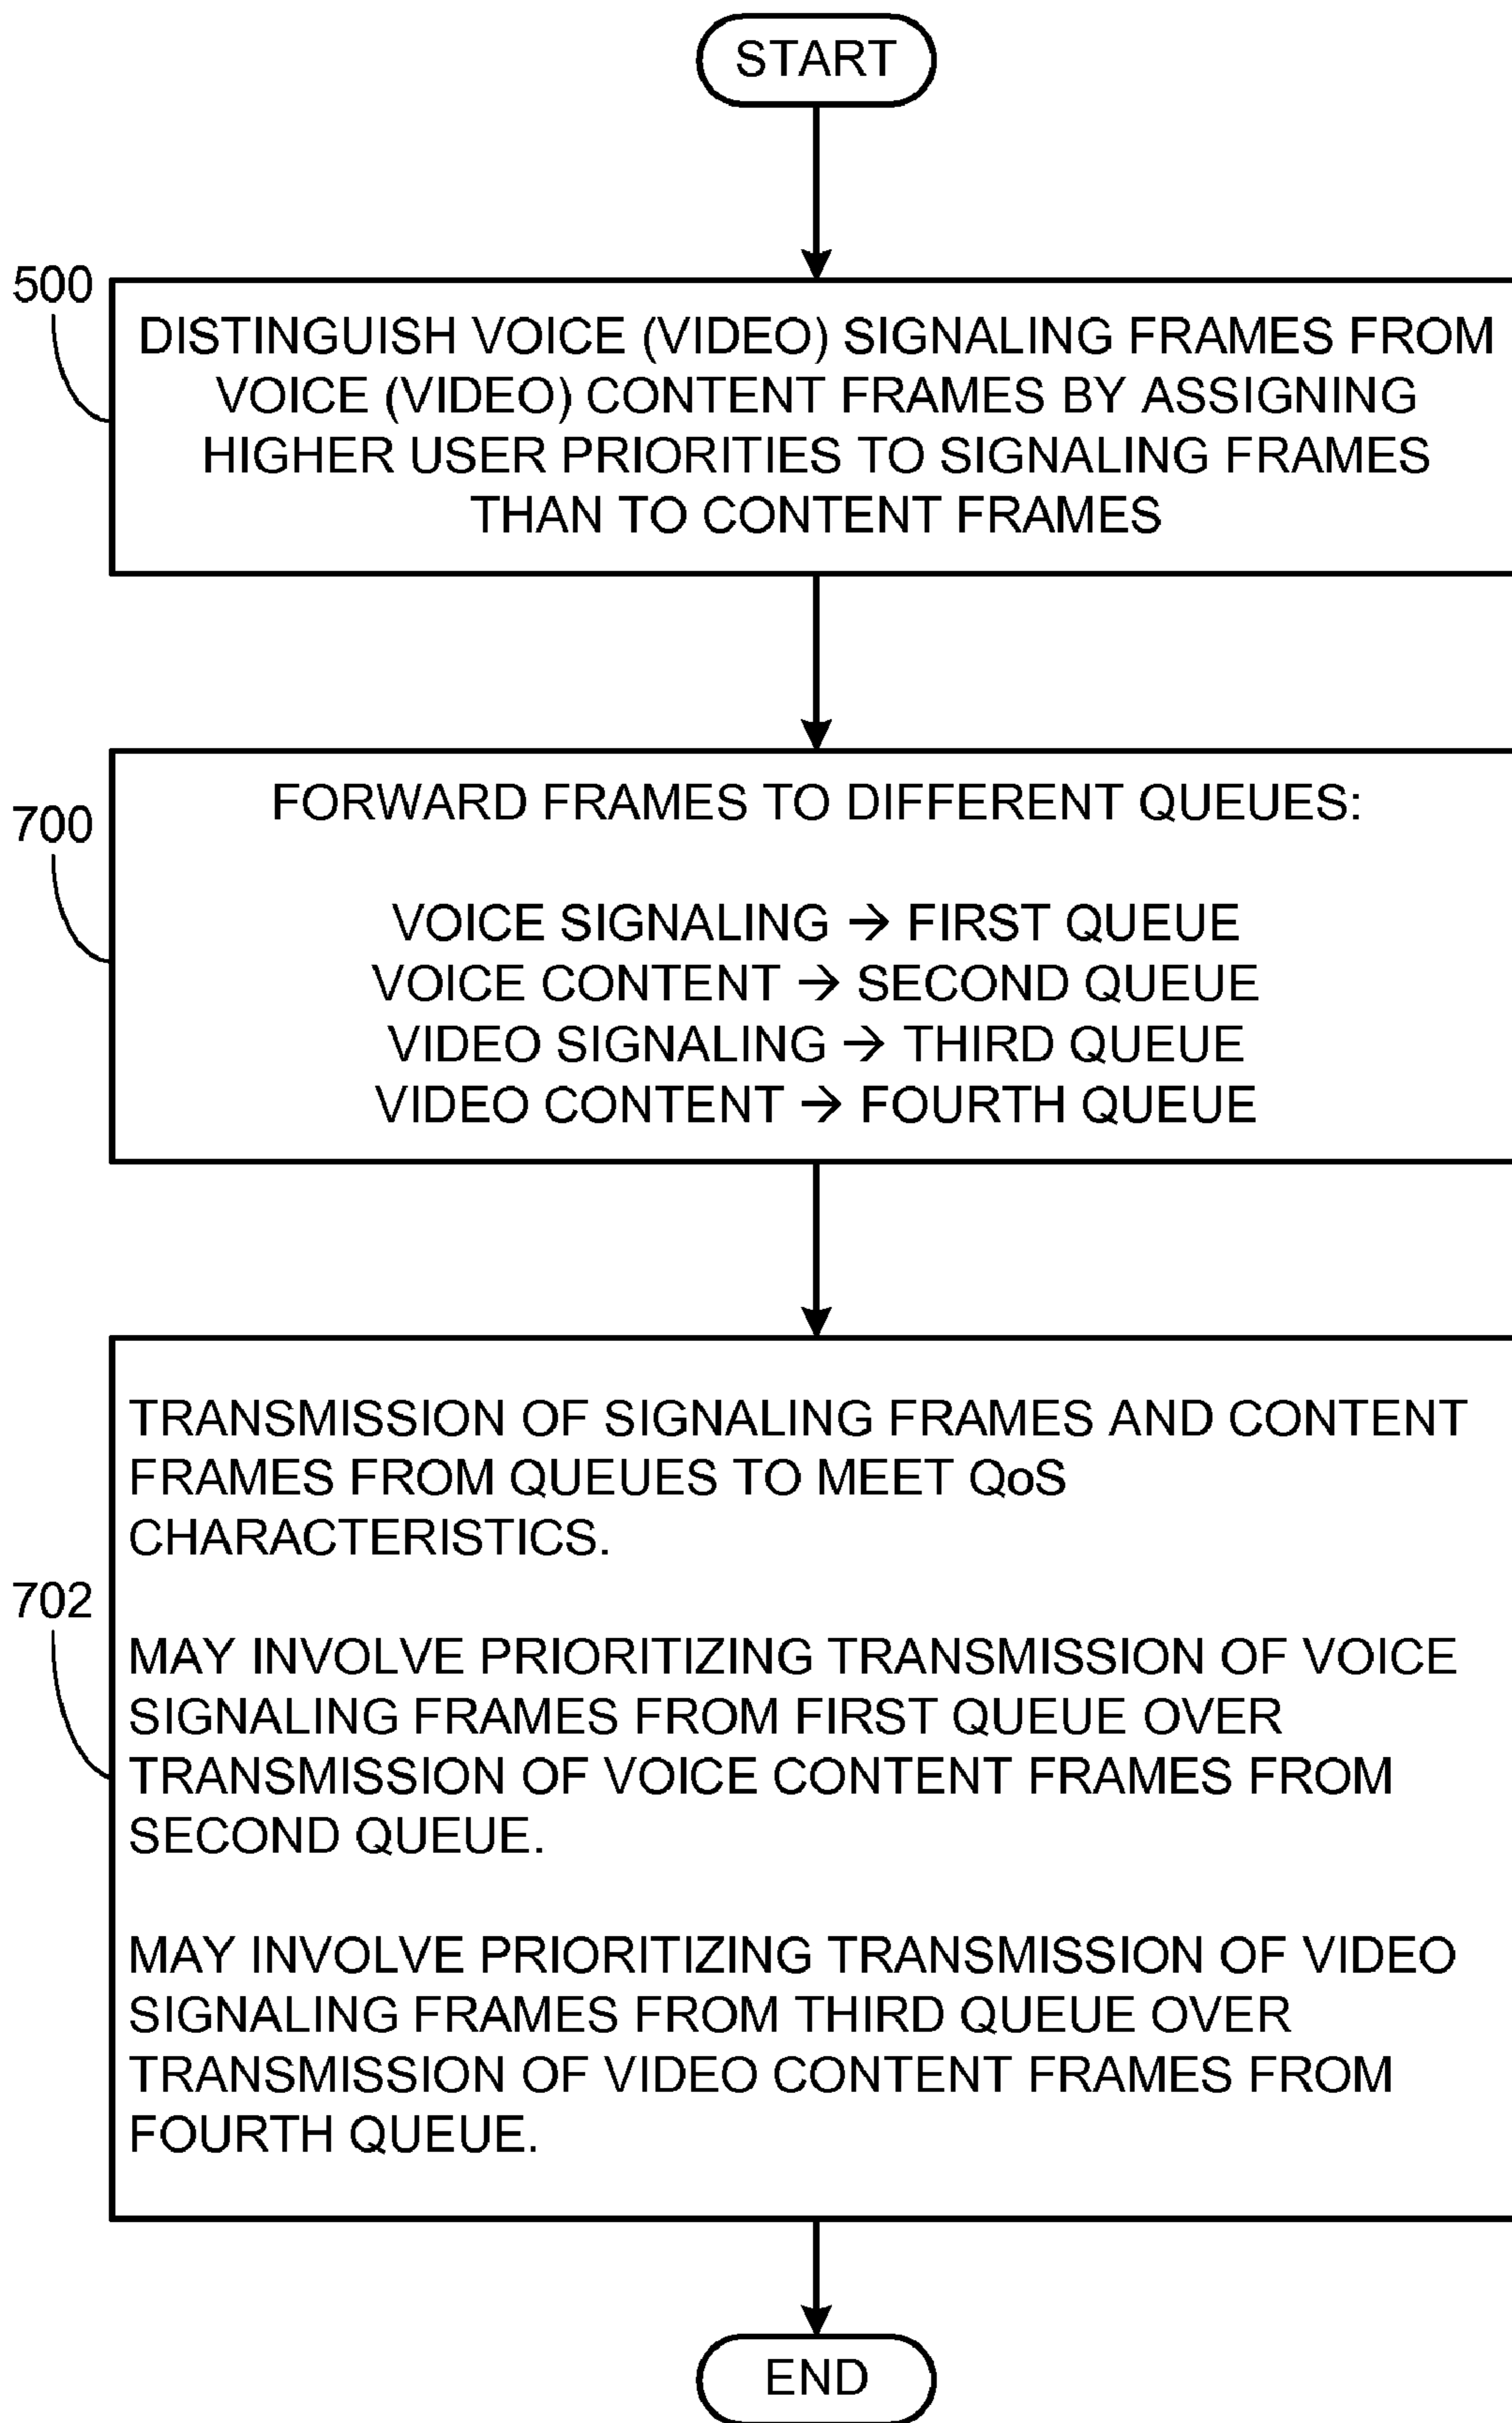 START
500
DISTINGUISH VOICE (VIDEO) SIGNALING FRAMES FROM
VOICE (VIDEO) CONTENT FRAMES BY ASSIGNING
HIGHER USER PRIORITIES TO SIGNALING FRAMES
THAN TO CONTENT FRAMES
700
FORWARD FRAMES TO DIFFERENT QUEUES:
VOICE SIGNALING → FIRST QUEUE
VOICE CONTENT → SECOND QUEUE
VIDEO SIGNALING → THIRD QUEUE
VIDEO CONTENT → FOURTH QUEUE
702
TRANSMISSION OF SIGNALING FRAMES AND CONTENT
FRAMES FROM QUEUES TO MEET QoS
CHARACTERISTICS.
MAY INVOLVE PRIORITIZING TRANSMISSION OF VOICE
SIGNALING FRAMES FROM FIRST QUEUE OVER
TRANSMISSION OF VOICE CONTENT FRAMES FROM
SECOND QUEUE.
MAY INVOLVE PRIORITIZING TRANSMISSION OF VIDEO
SIGNALING FRAMES FROM THIRD QUEUE OVER
TRANSMISSION OF VIDEO CONTENT FRAMES FROM
FOURTH QUEUE.
END